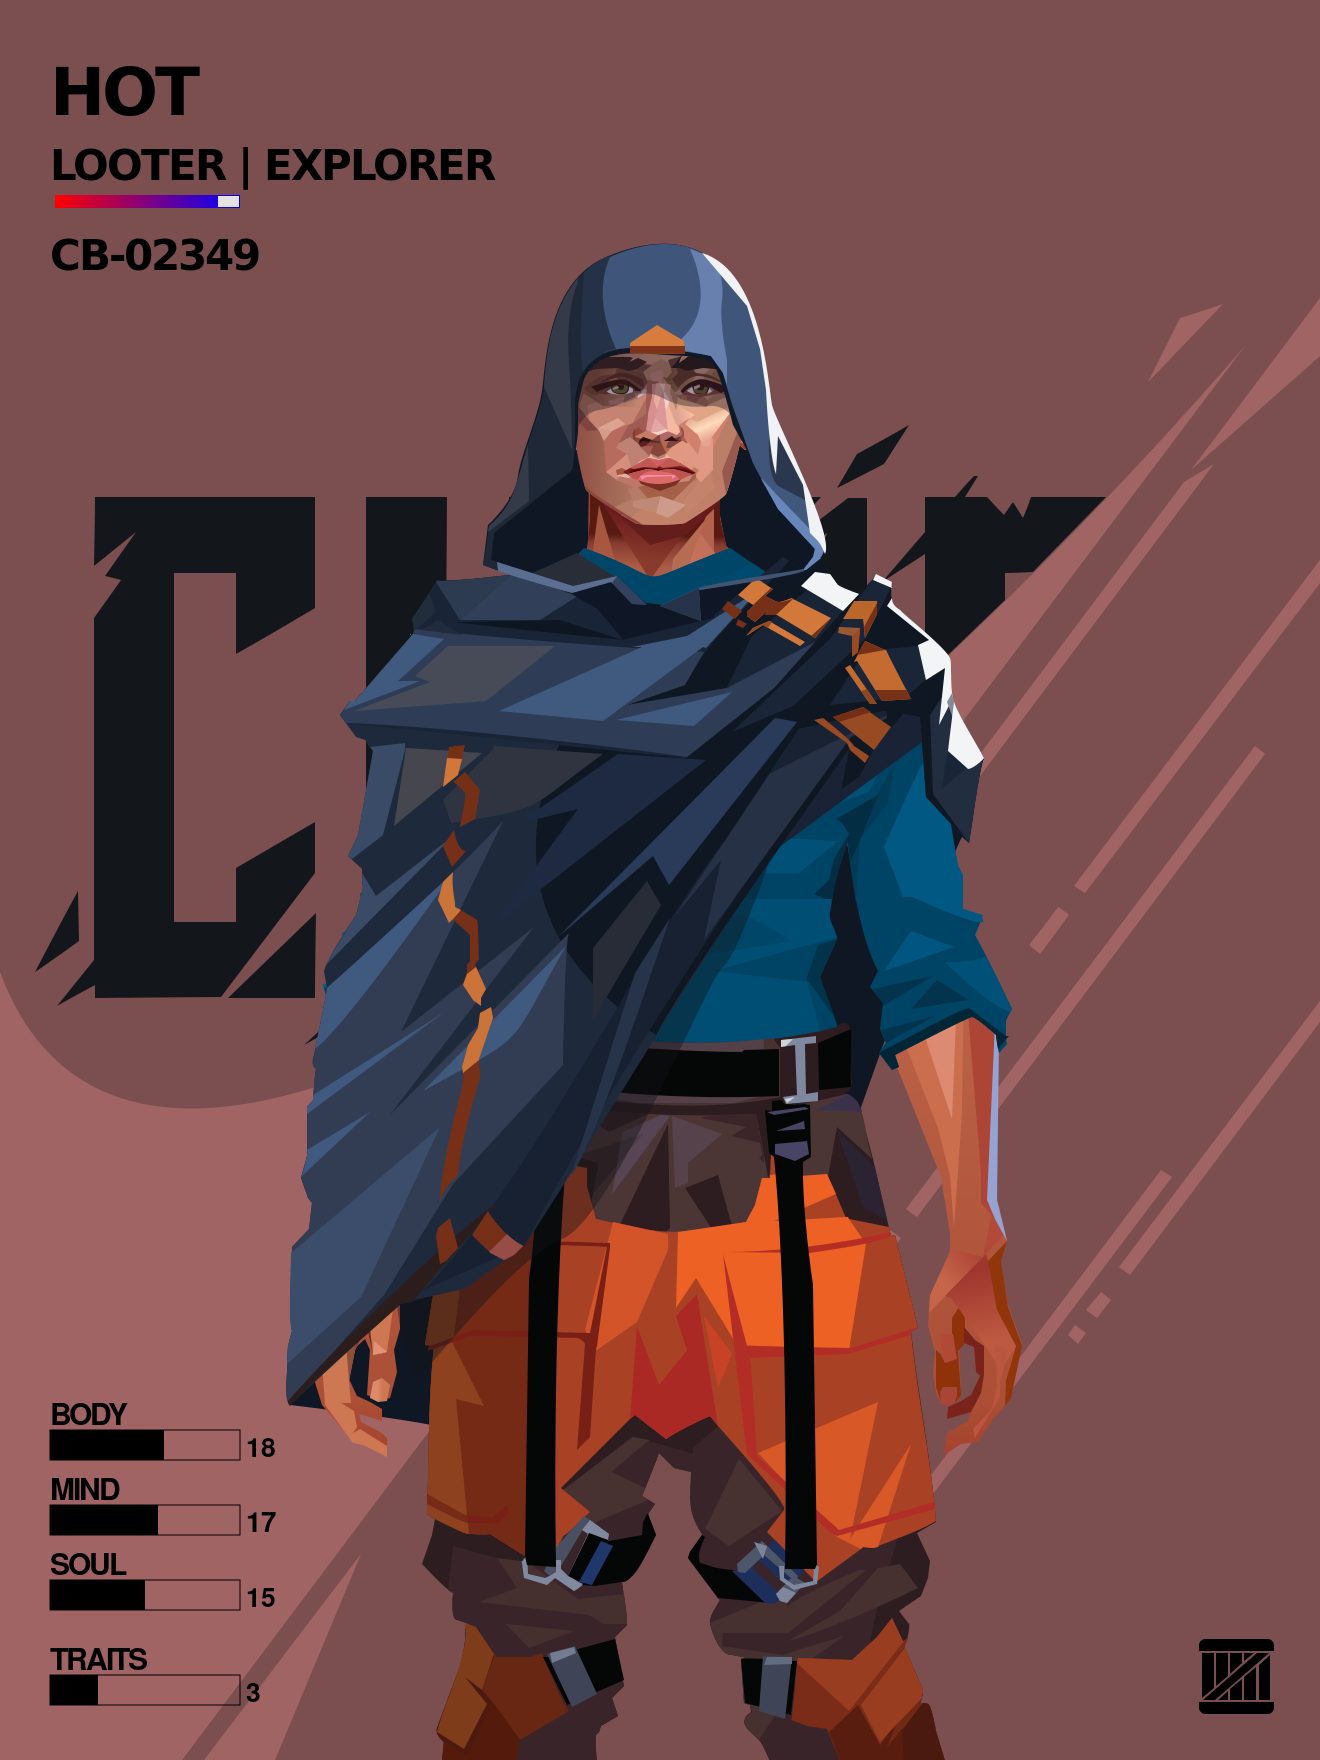 HOT
LOOTER | EXPLORER
CB-02349
BODY
18
MIND
17
SOUL
15
TRAITS
3